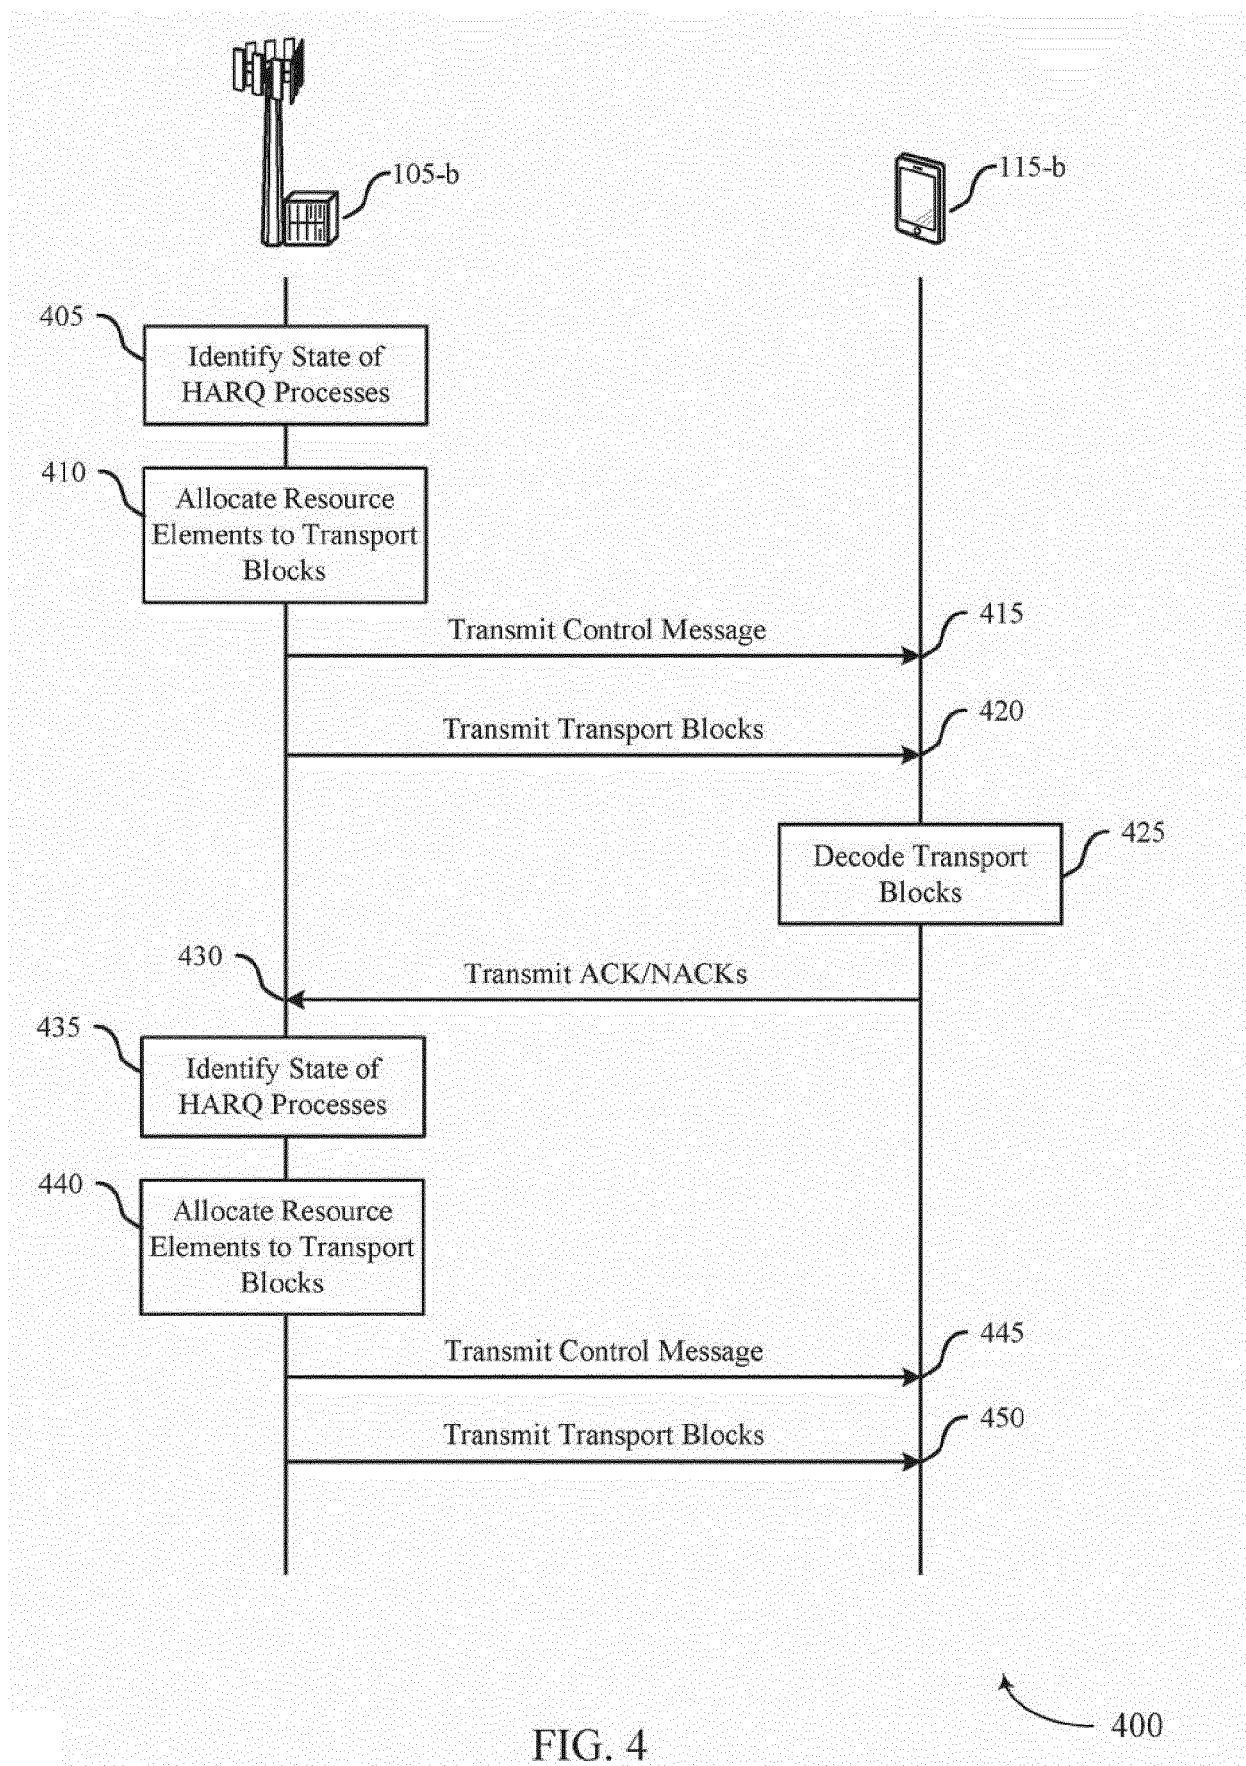 105-b
115-b
405
Identify State of
HARQ Processes
410
Allocate Resource
Elements to Transport
Blocks
Transmit Control Message
415
Transmit Transport Blocks
420
Decode Transport
Blocks
425
430
Transmit ACK/NACKs
435
Identify State of
HARQ Processes
440
Allocate Resource
Elements to Transport
Blocks
Transmit Control Message
445
Transmit Transport Blocks
450
400
FIG. 4